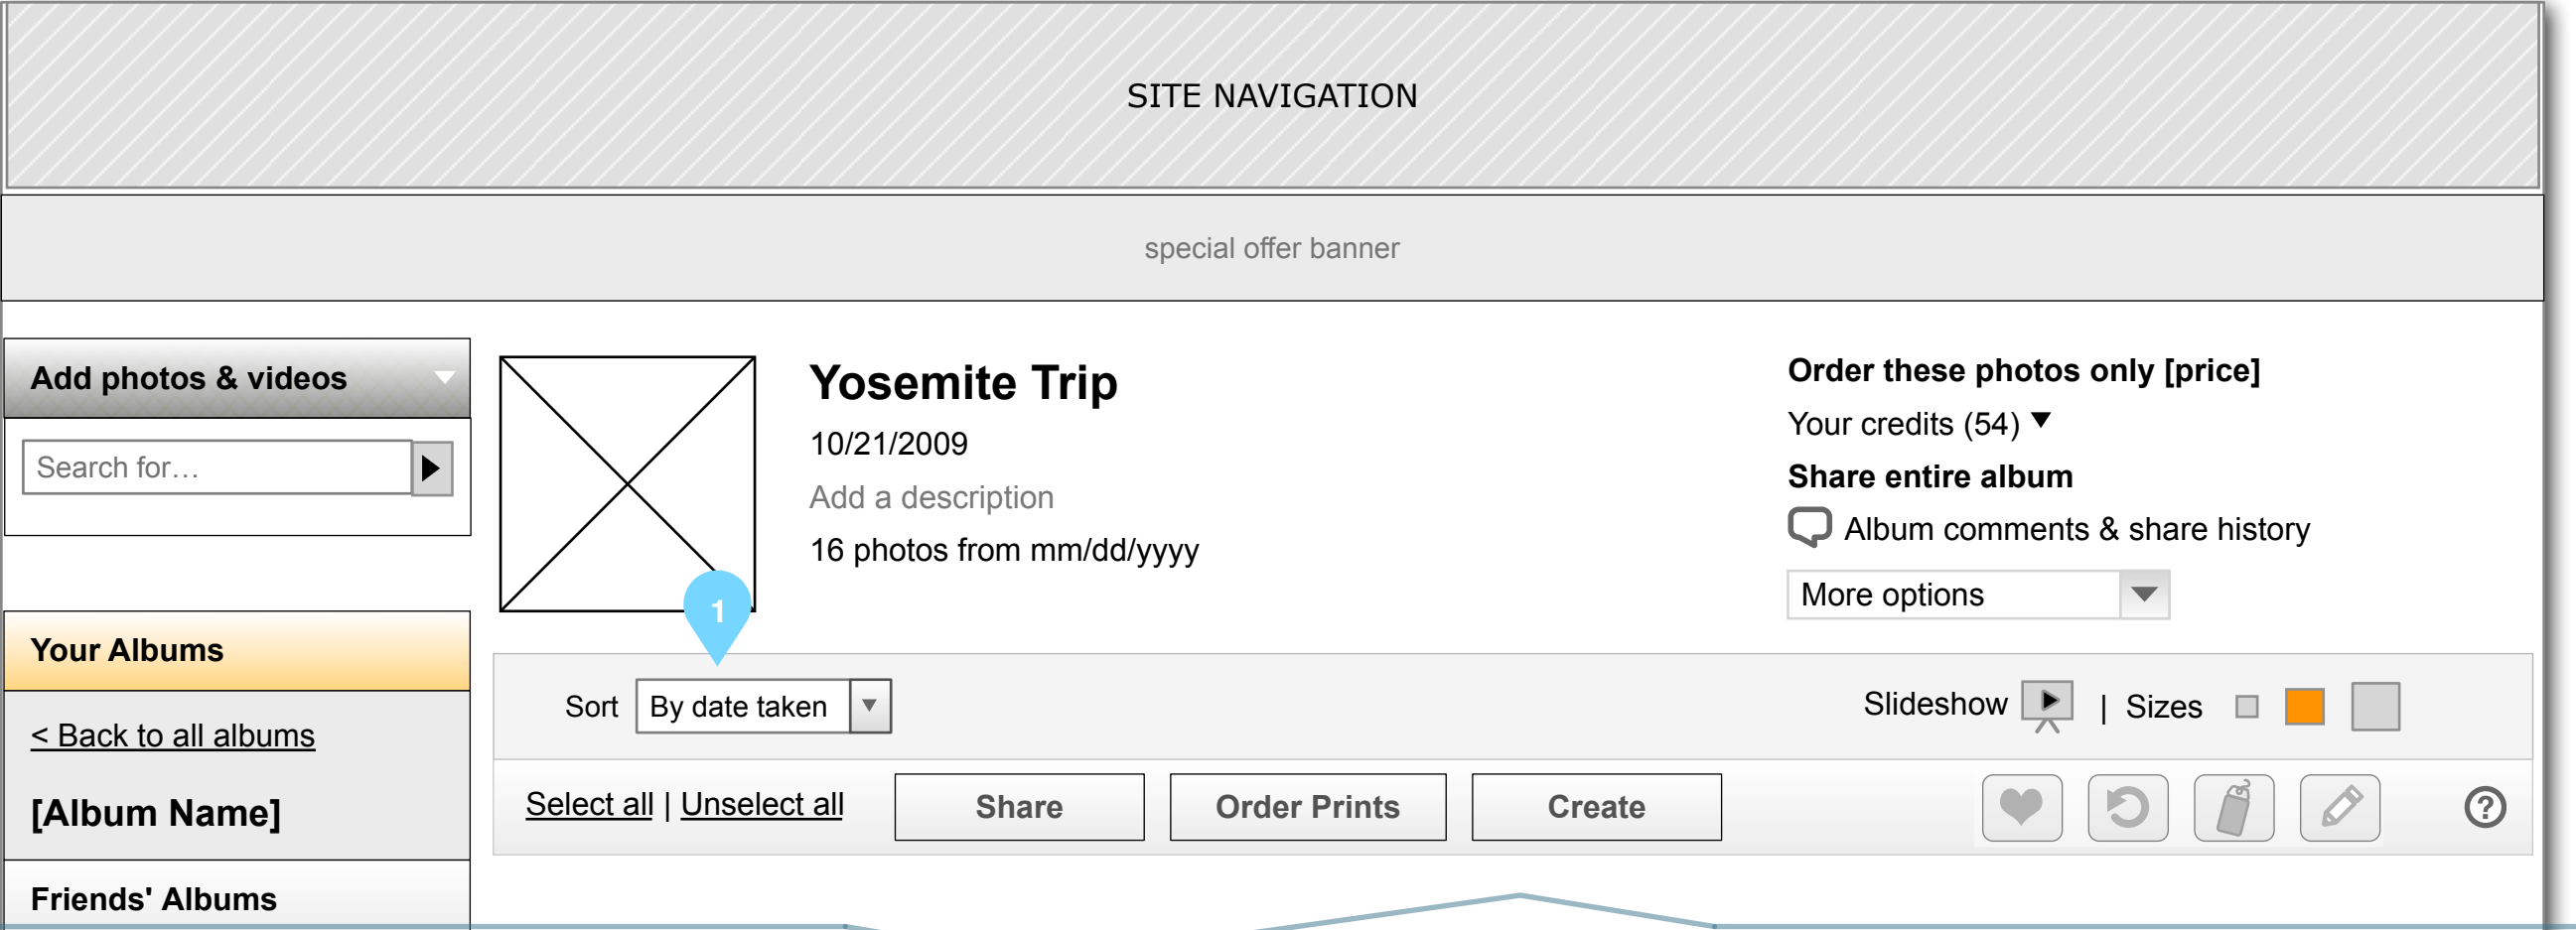 SITE NAVIGATION
special offer banner
Add photos & videos
Search for…
Your Albums
< Back to all albums
[Album Name]
Friends' Albums
Yosemite Trip
10/21/2009
Add a description
16 photos from mm/dd/yyyy
Order these photos only [price]
Your credits (54)
Share entire album
Album comments & share history
More options
1
Sort By date taken
Slideshow | Sizes
Select all | Unselect all Share Order Prints Create ?